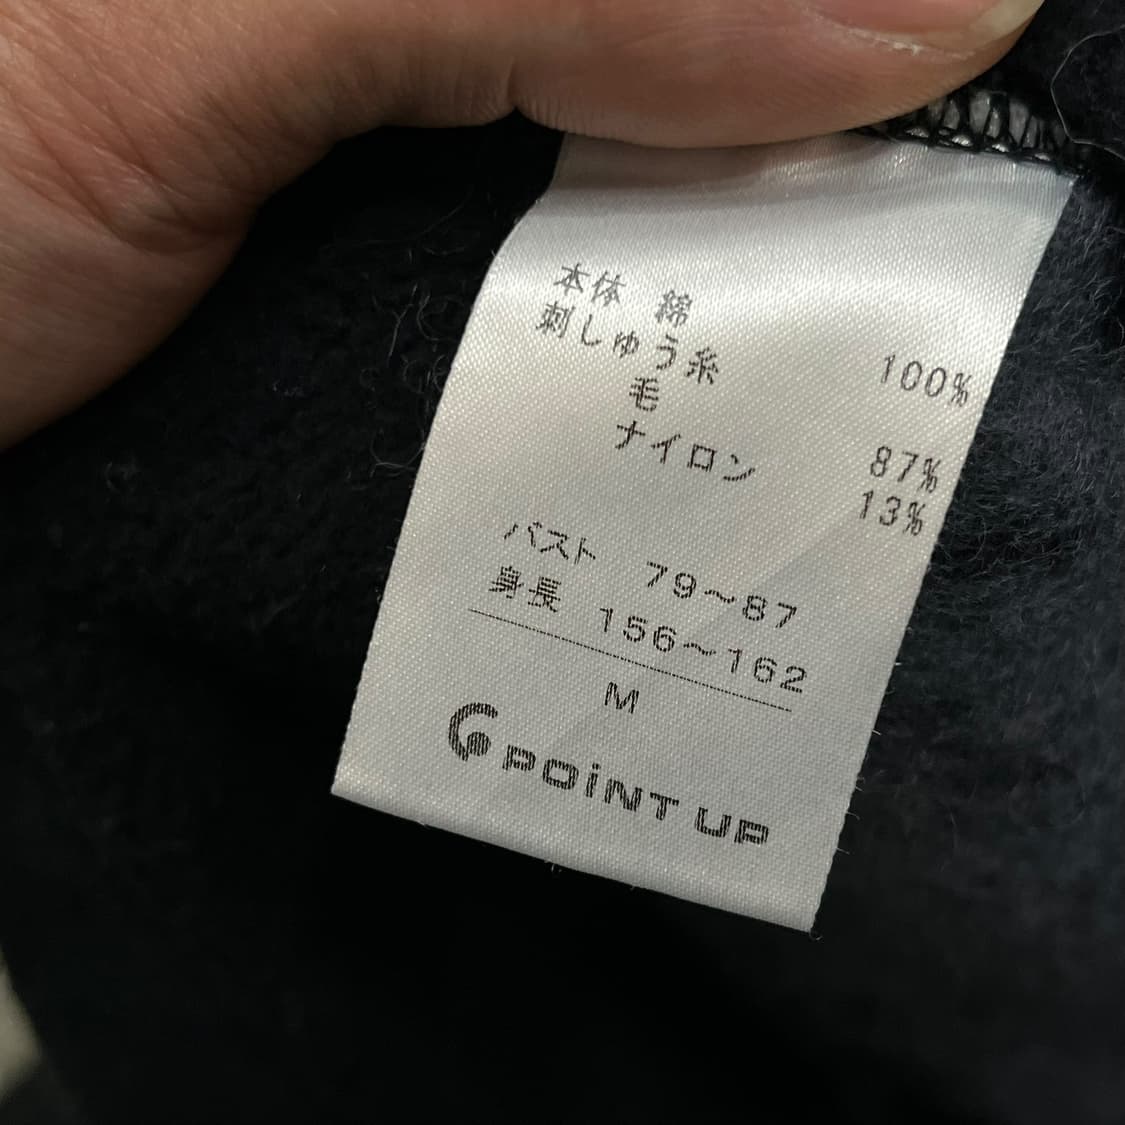 本体 綿 100%
刺しゅう糸
毛 87%
ナイロン 13%
バスト 79～87
身長 156～162
M
POiNT UP